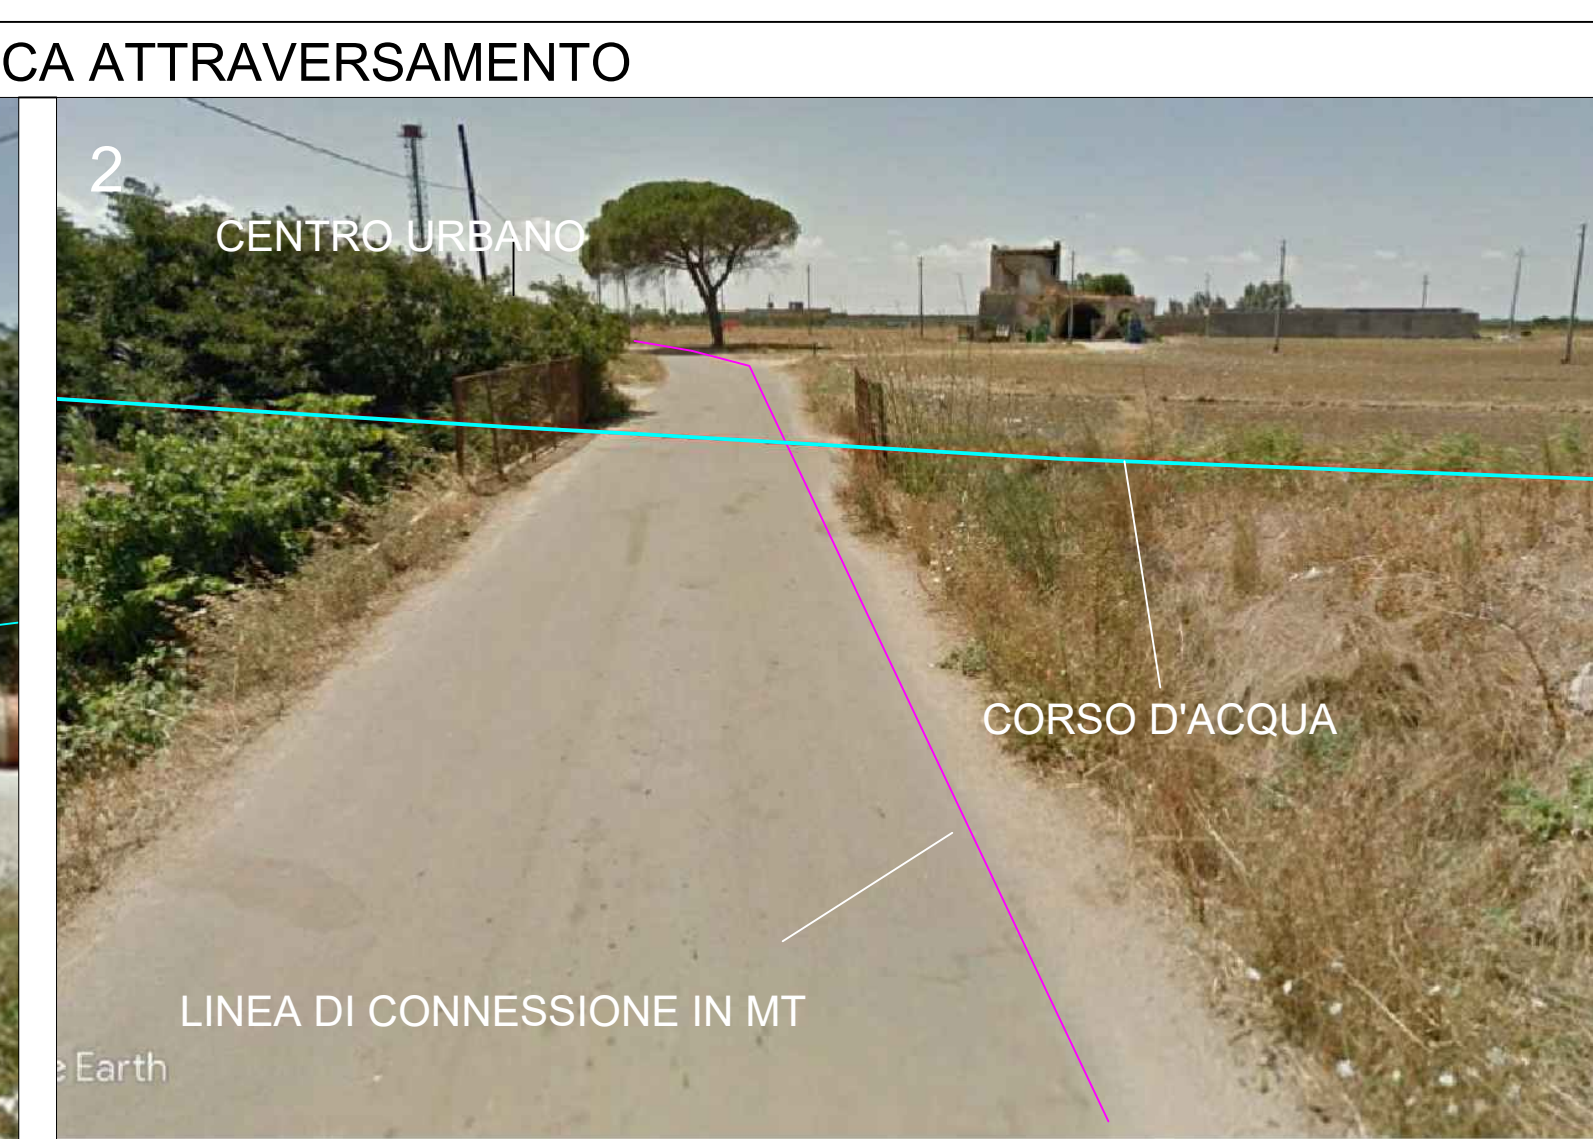 CA ATTRAVERSAMENTO
2
CENTRO URBANO
CORSO D'ACQUA
LINEA DI CONNESSIONE IN MT
e Earth